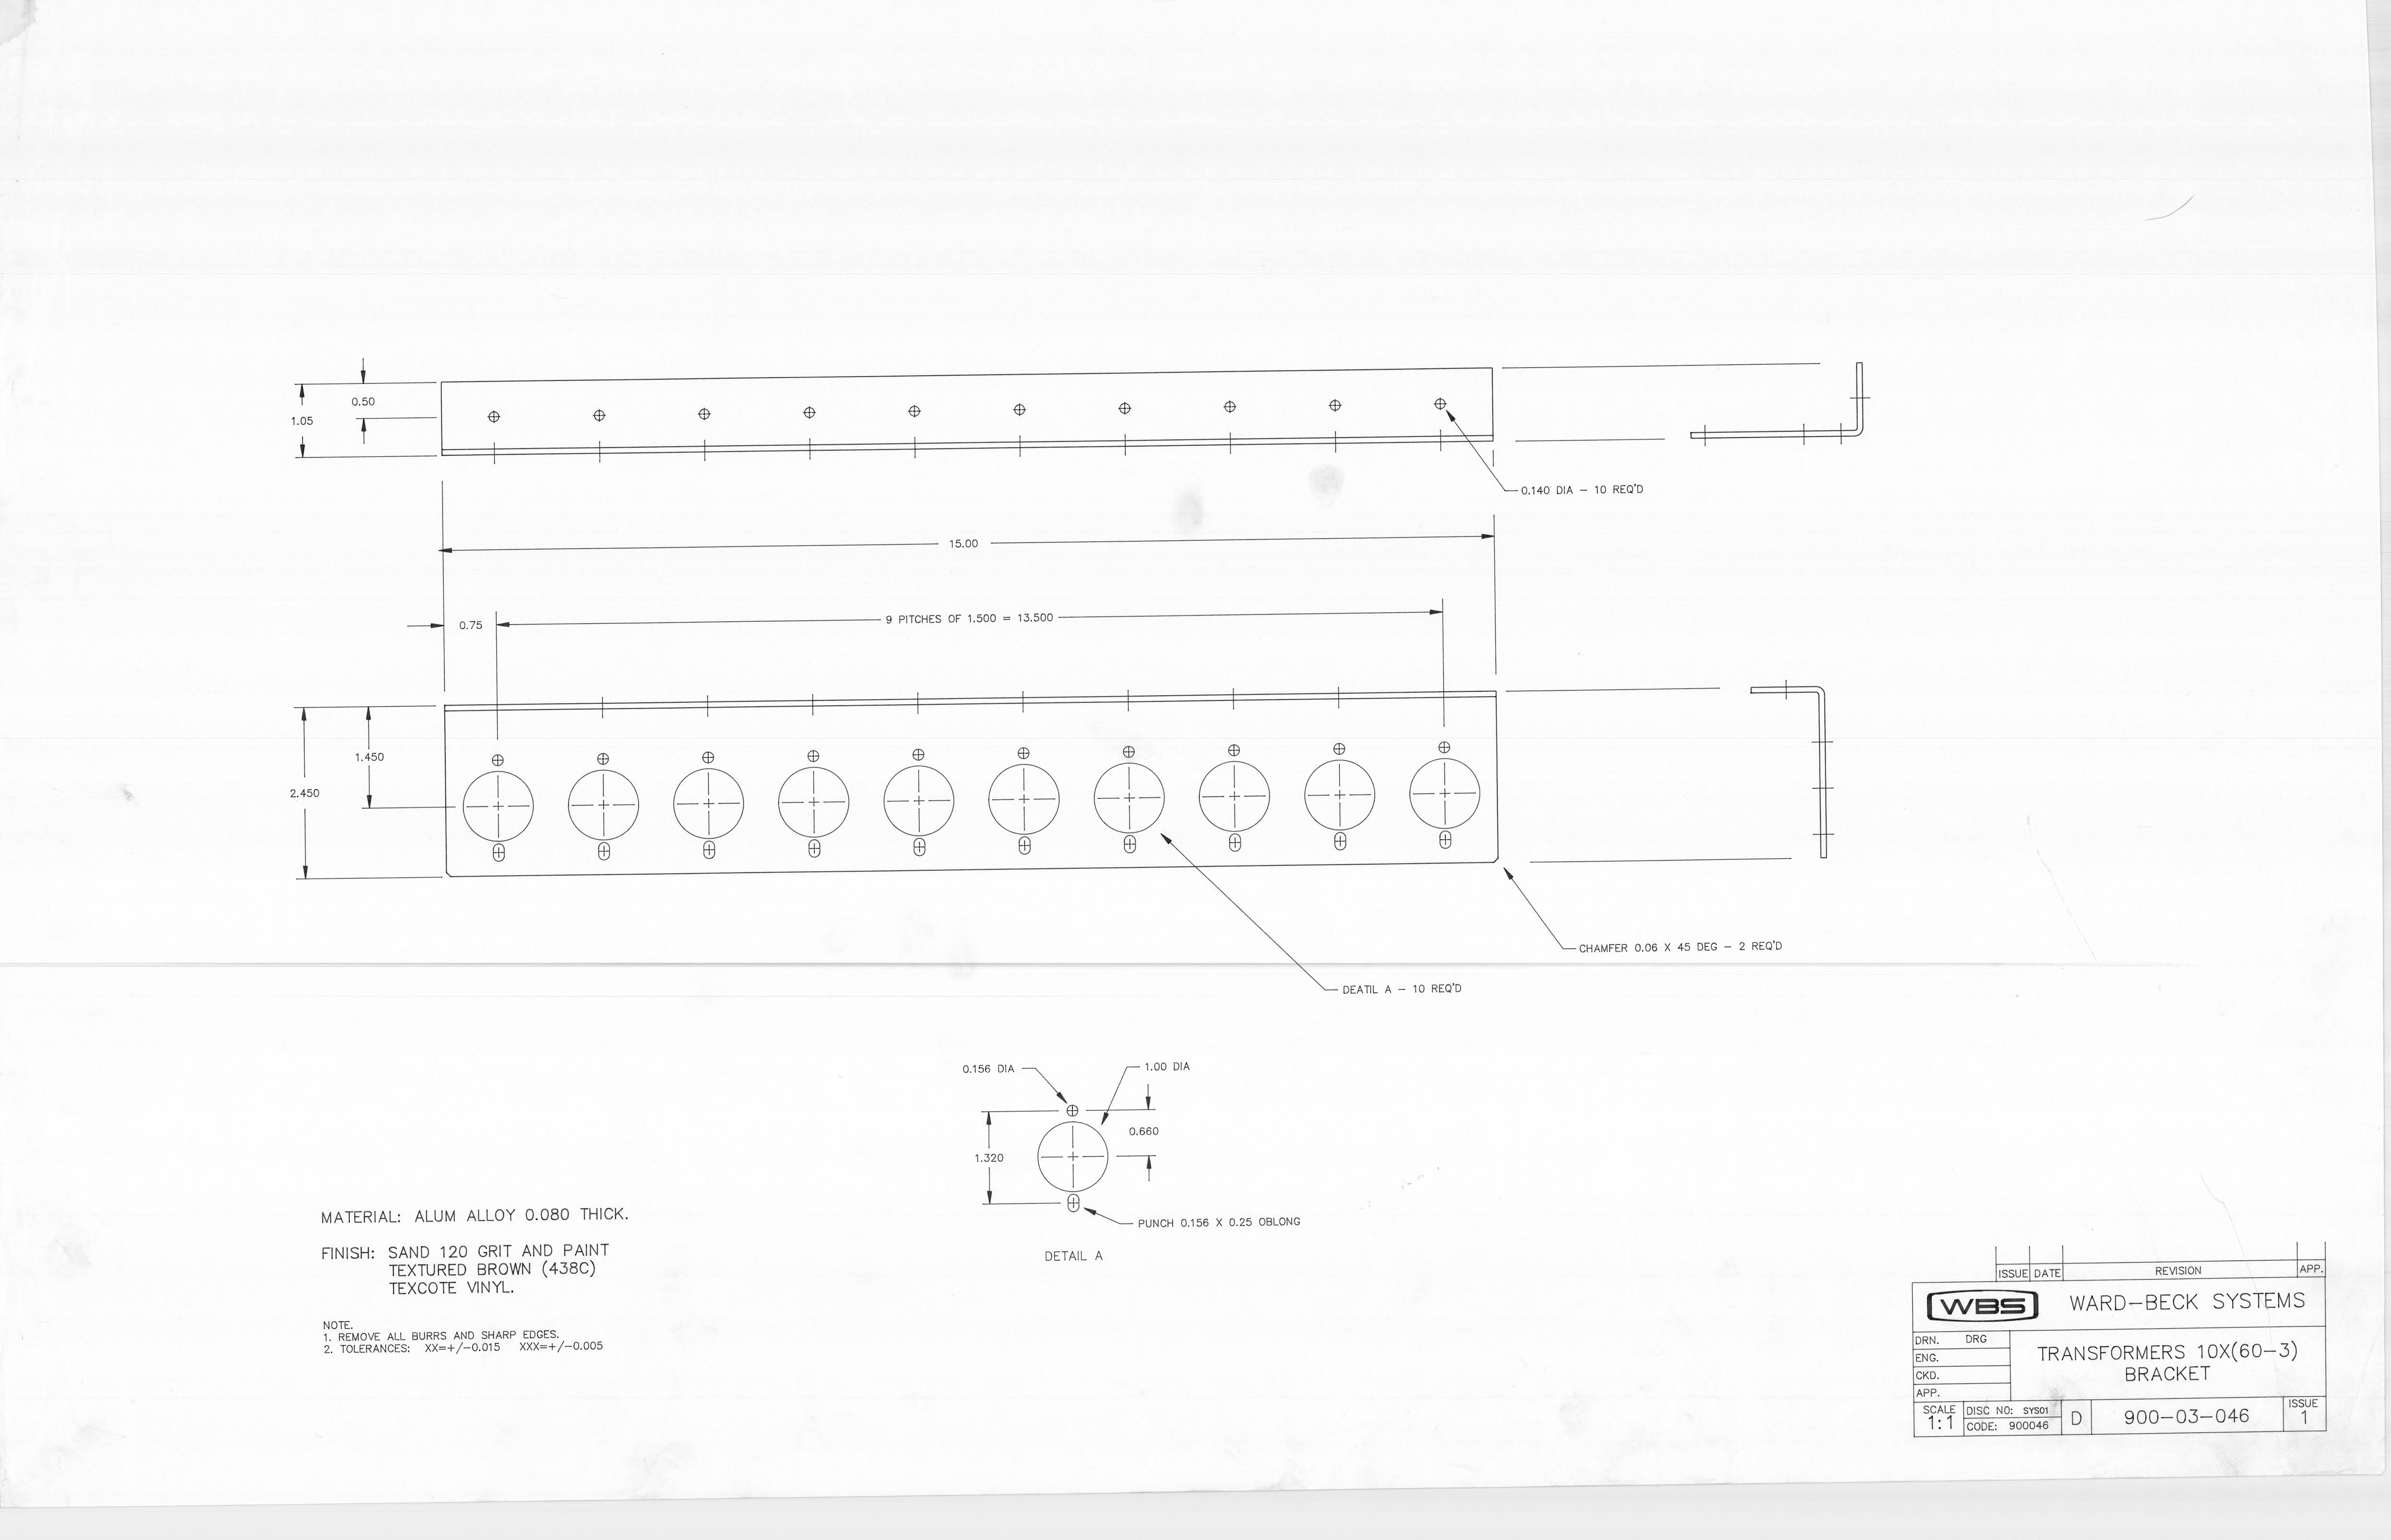 0.50
1.05
0.140 DIA – 10 REQ'D
15.00
0.75
9 PITCHES OF 1.500 = 13.500
1.450
2.450
CHAMFER 0.06 X 45 DEG – 2 REQ'D
DEATIL A – 10 REQ'D
0.156 DIA
1.00 DIA
0.660
1.320
PUNCH 0.156 X 0.25 OBLONG
DETAIL A
MATERIAL: ALUM ALLOY 0.080 THICK.
FINISH: SAND 120 GRIT AND PAINT
TEXTURED BROWN (438C)
TEXCOTE VINYL.
NOTE.
1. REMOVE ALL BURRS AND SHARP EDGES.
2. TOLERANCES: XX=+/-0.015 XXX=+/-0.005
ISSUE DATE REVISION APP.
WBS WARD-BECK SYSTEMS
DRN. DRG
ENG.
CKD.
APP.
TRANSFORMERS 10X(60-3)
BRACKET
SCALE
1:1
DISC NO: SYS01
CODE: 900046
D
900-03-046
ISSUE
1